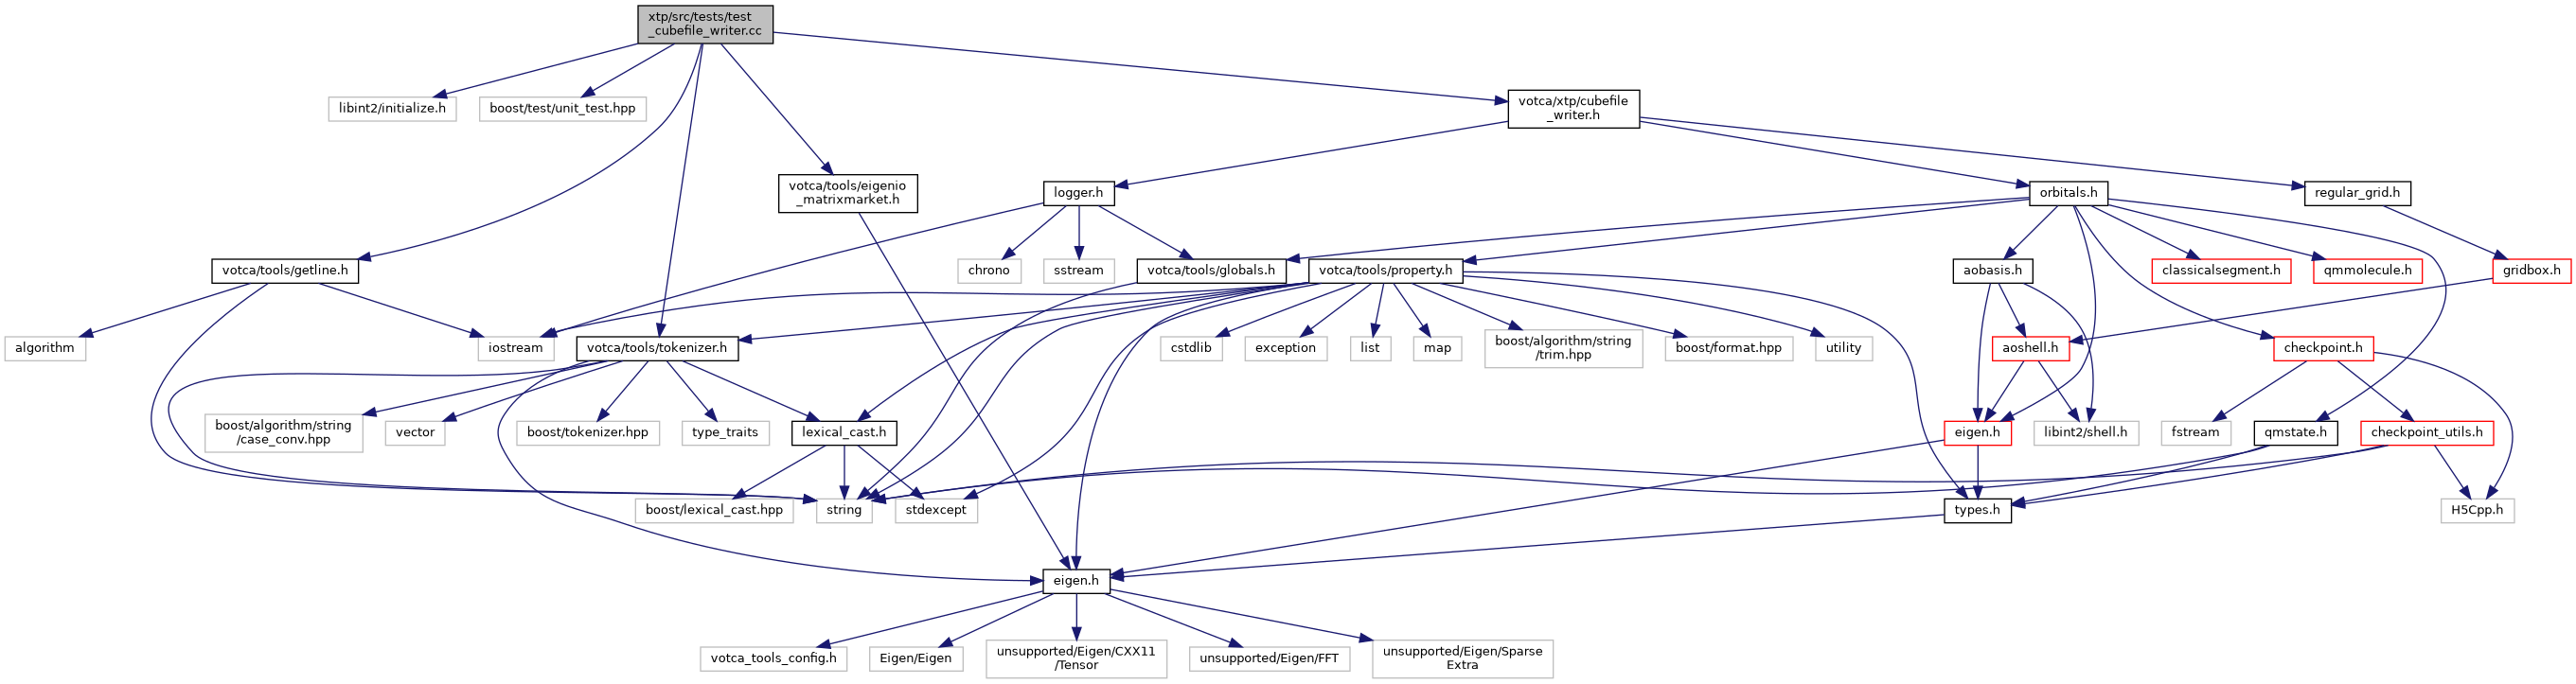 xtp/src/tests/test
_cubefile_writer.cc
libint2/initialize.h
boost/test/unit_test.hpp
votca/xtp/cubefile
_writer.h
votca/tools/eigenio
_matrixmarket.h
logger.h
orbitals.h
regular_grid.h
votca/tools/getline.h
chrono
sstream
votca/tools/globals.h
votca/tools/property.h
aobasis.h
classicalsegment.h
qmmolecule.h
gridbox.h
algorithm
iostream
votca/tools/tokenizer.h
cstdlib
exception
list
map
boost/algorithm/string
/trim.hpp
boost/format.hpp
utility
aoshell.h
checkpoint.h
boost/algorithm/string
/case_conv.hpp
vector
boost/tokenizer.hpp
type_traits
lexical_cast.h
eigen.h
libint2/shell.h
fstream
qmstate.h
checkpoint_utils.h
boost/lexical_cast.hpp
string
stdexcept
types.h
H5Cpp.h
eigen.h
votca_tools_config.h
Eigen/Eigen
unsupported/Eigen/CXX11
/Tensor
unsupported/Eigen/FFT
unsupported/Eigen/Sparse
Extra